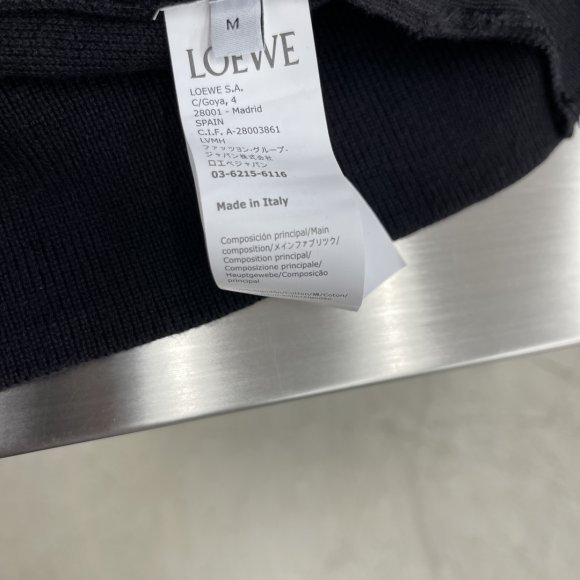 M
LOEWE
LOEWE S.A.
C/Goya, 4
28001 - Madrid
SPAIN
C.I.F. A-28003861
LVMH
ファッション・グループ・
ジャパン株式会社
ロエベジャパン
03-6215-6116
Made in Italy
Composición principal/Main
composition/メインファブリック/
Composition principal/
Composizione principale/
Hauptgewebe/Composição
principal